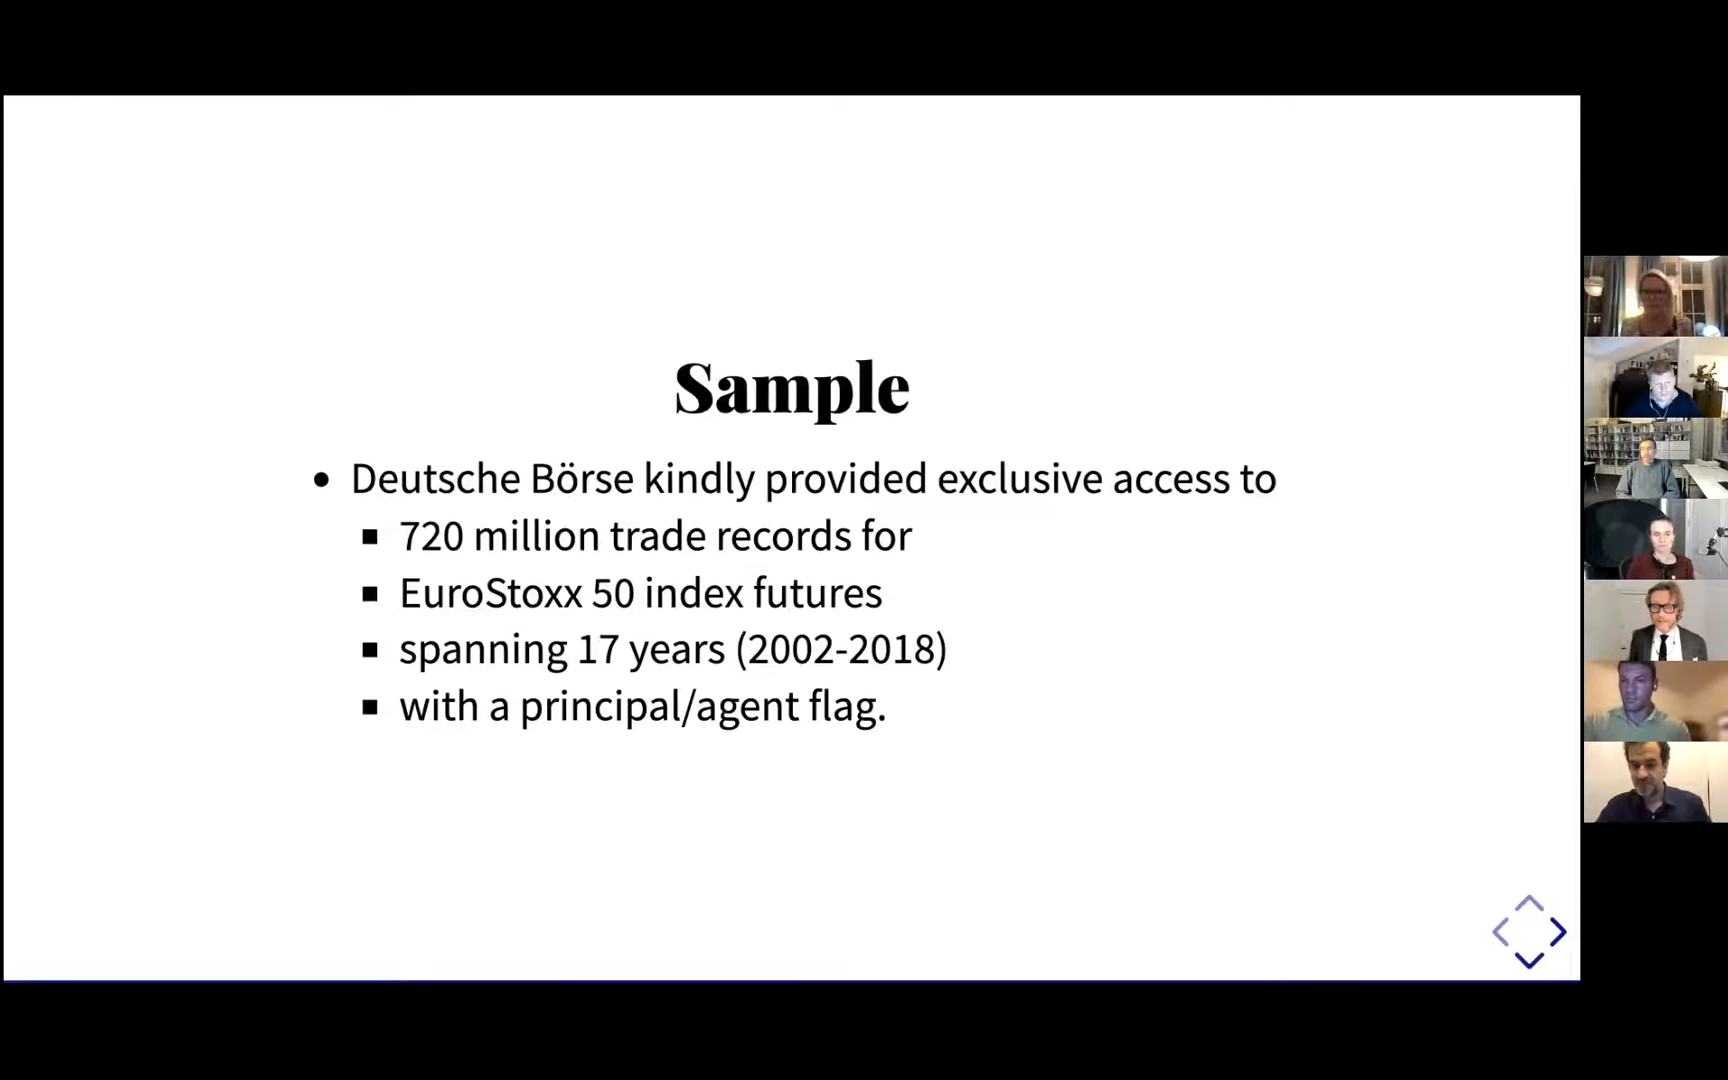 Sample
• Deutsche Börse kindly provided exclusive access to
▪ 720 million trade records for
▪ EuroStoxx 50 index futures
▪ spanning 17 years (2002-2018)
▪ with a principal/agent flag.